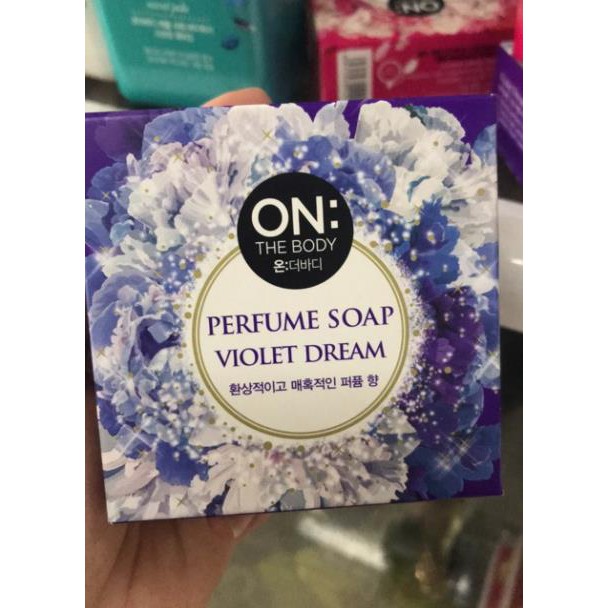 ON:
ON:
THE BODY
온:더바디
PERFUME SOAP
VIOLET DREAM
환상적이고 매혹적인 퍼퓸 향